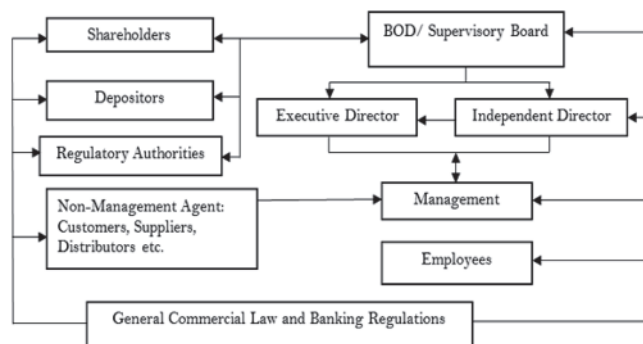 Shareholders
BOD/ Supervisory Board
Depositors
Executive Director
Independent Director
Regulatory Authorities
Non-Management Agent:
Customers, Suppliers,
Distributors etc.
Management
Employees
General Commercial Law and Banking Regulations